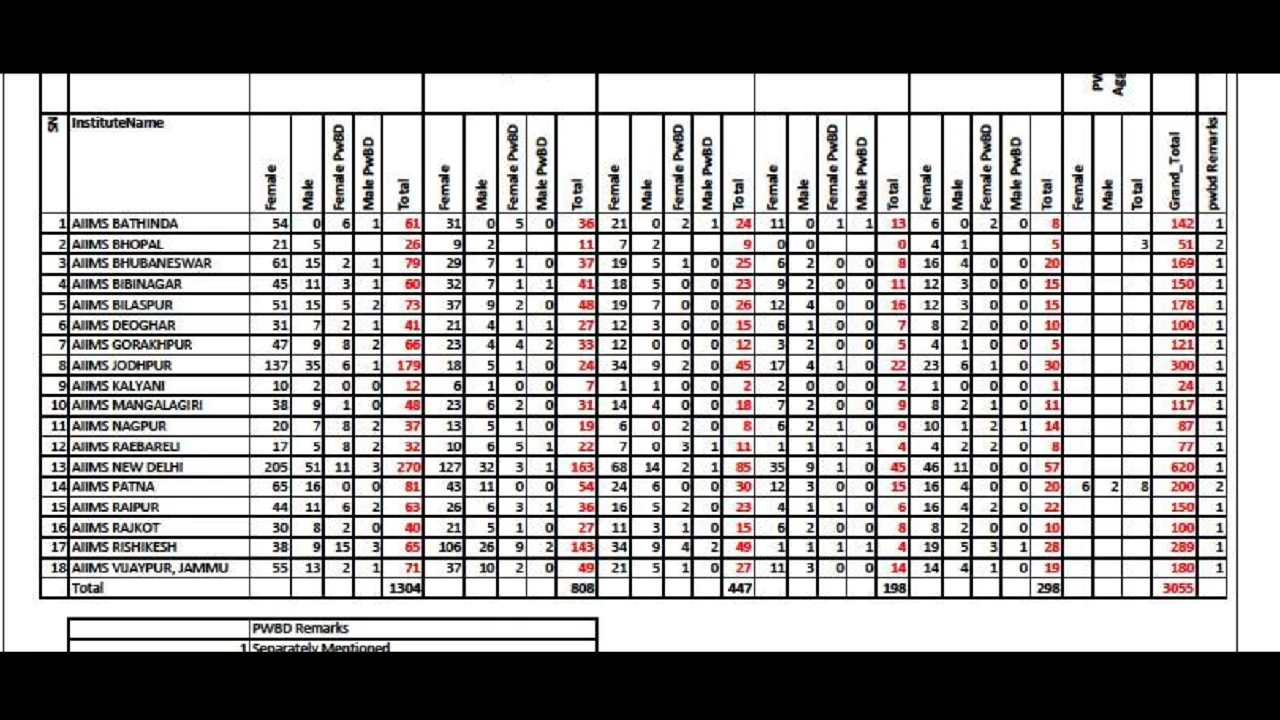 PW
Agg
SN InstituteName Female Male Female PwBD Male PwBD Total Female Male Female PwBD Male PwBD Total Female Male Female PwBD Male PwBD Total Female Male Female PwBD Male PwBD Total Female Male Female PwBD Male PwBD Total Female Male Total Grand_Total pwbd Remarks
1 AIIMS BATHINDA 54 0 6 1 61 31 0 5 0 36 21 0 2 1 24 11 0 1 1 13 6 0 2 0 8 142 1
2 AIIMS BHOPAL 21 5 26 9 2 11 7 2 9 0 0 0 4 1 5 3 51 2
3 AIIMS BHUBANESWAR 61 15 2 1 79 29 7 1 0 37 19 5 1 0 25 6 2 0 0 8 16 4 0 0 20 169 1
4 AIIMS BIBINAGAR 45 11 3 1 60 32 7 1 1 41 18 5 0 0 23 9 2 0 0 11 12 3 0 0 15 150 1
5 AIIMS BILASPUR 51 15 5 2 73 37 9 2 0 48 19 7 0 0 26 12 4 0 0 16 12 3 0 0 15 178 1
6 AIIMS DEOGHAR 31 7 2 1 41 21 4 1 1 27 12 3 0 0 15 6 1 0 0 7 8 2 0 0 10 100 1
7 AIIMS GORAKHPUR 47 9 8 2 66 23 4 4 2 33 12 0 0 0 12 3 2 0 0 5 4 1 0 0 5 121 1
8 AIIMS JODHPUR 137 35 6 1 179 18 5 1 0 24 34 9 2 0 45 17 4 1 0 22 23 6 1 0 30 300 1
9 AIIMS KALYANI 10 2 0 0 12 6 1 0 0 7 1 1 0 0 2 2 0 0 0 2 1 0 0 0 1 24 1
10 AIIMS MANGALAGIRI 38 9 1 0 48 23 6 2 0 31 14 4 0 0 18 7 2 0 0 9 8 2 1 0 11 117 1
11 AIIMS NAGPUR 20 7 8 2 37 13 5 1 0 19 6 0 2 0 8 6 2 1 0 9 10 1 2 1 14 87 1
12 AIIMS RAEBARELI 17 5 8 2 32 10 6 5 1 22 7 0 3 1 11 1 1 1 1 4 4 2 2 0 8 77 1
13 AIIMS NEW DELHI 205 51 11 3 270 127 32 3 1 163 68 14 2 1 85 35 9 1 0 45 46 11 0 0 57 620 1
14 AIIMS PATNA 65 16 0 0 81 43 11 0 0 54 24 6 0 0 30 12 3 0 0 15 16 4 0 0 20 6 2 8 200 2
15 AIIMS RAIPUR 44 11 6 2 63 26 6 3 1 36 16 5 2 0 23 4 1 1 0 6 16 4 2 0 22 150 1
16 AIIMS RAJKOT 30 8 2 0 40 21 5 1 0 27 11 3 1 0 15 6 2 0 0 8 8 2 0 0 10 100 1
17 AIIMS RISHIKESH 38 9 15 3 65 106 26 9 2 143 34 9 4 2 49 1 1 1 1 4 19 5 3 1 28 289 1
18 AIIMS VIJAYPUR, JAMMU 55 13 2 1 71 37 10 2 0 49 21 5 1 0 27 11 3 0 0 14 14 4 1 0 19 180 1
Total 1304 808 447 198 298 3055
PWBD Remarks
1 Separately Mentioned